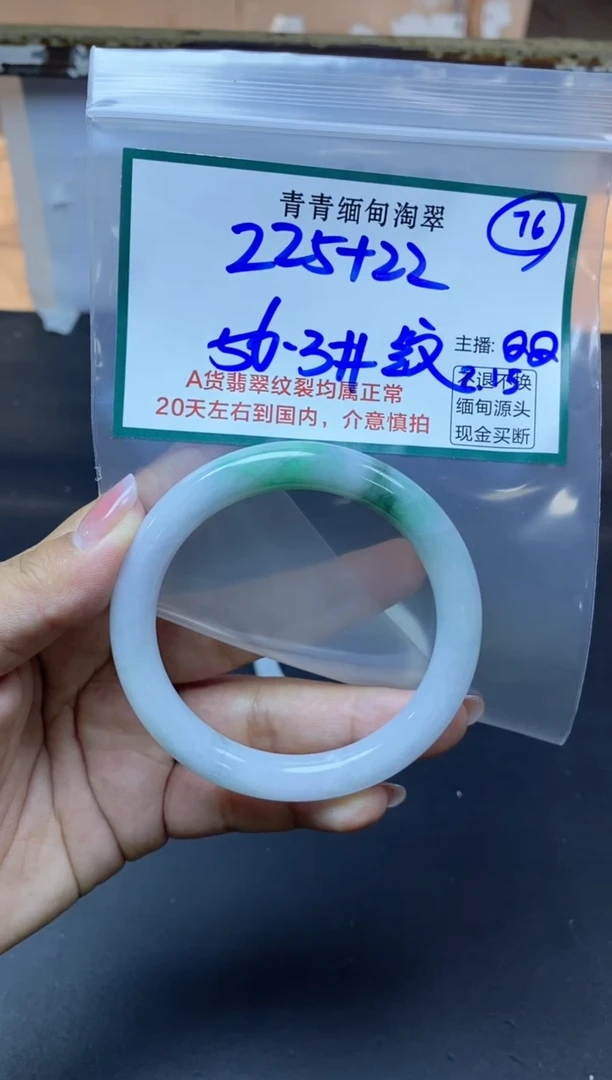 青青缅甸淘翠
76
225+22
56.3# 纹
主播: QQ
2.15
不退不换
缅甸源头
现金买断
A货翡翠纹裂均属正常
20天左右到国内，介意慎拍